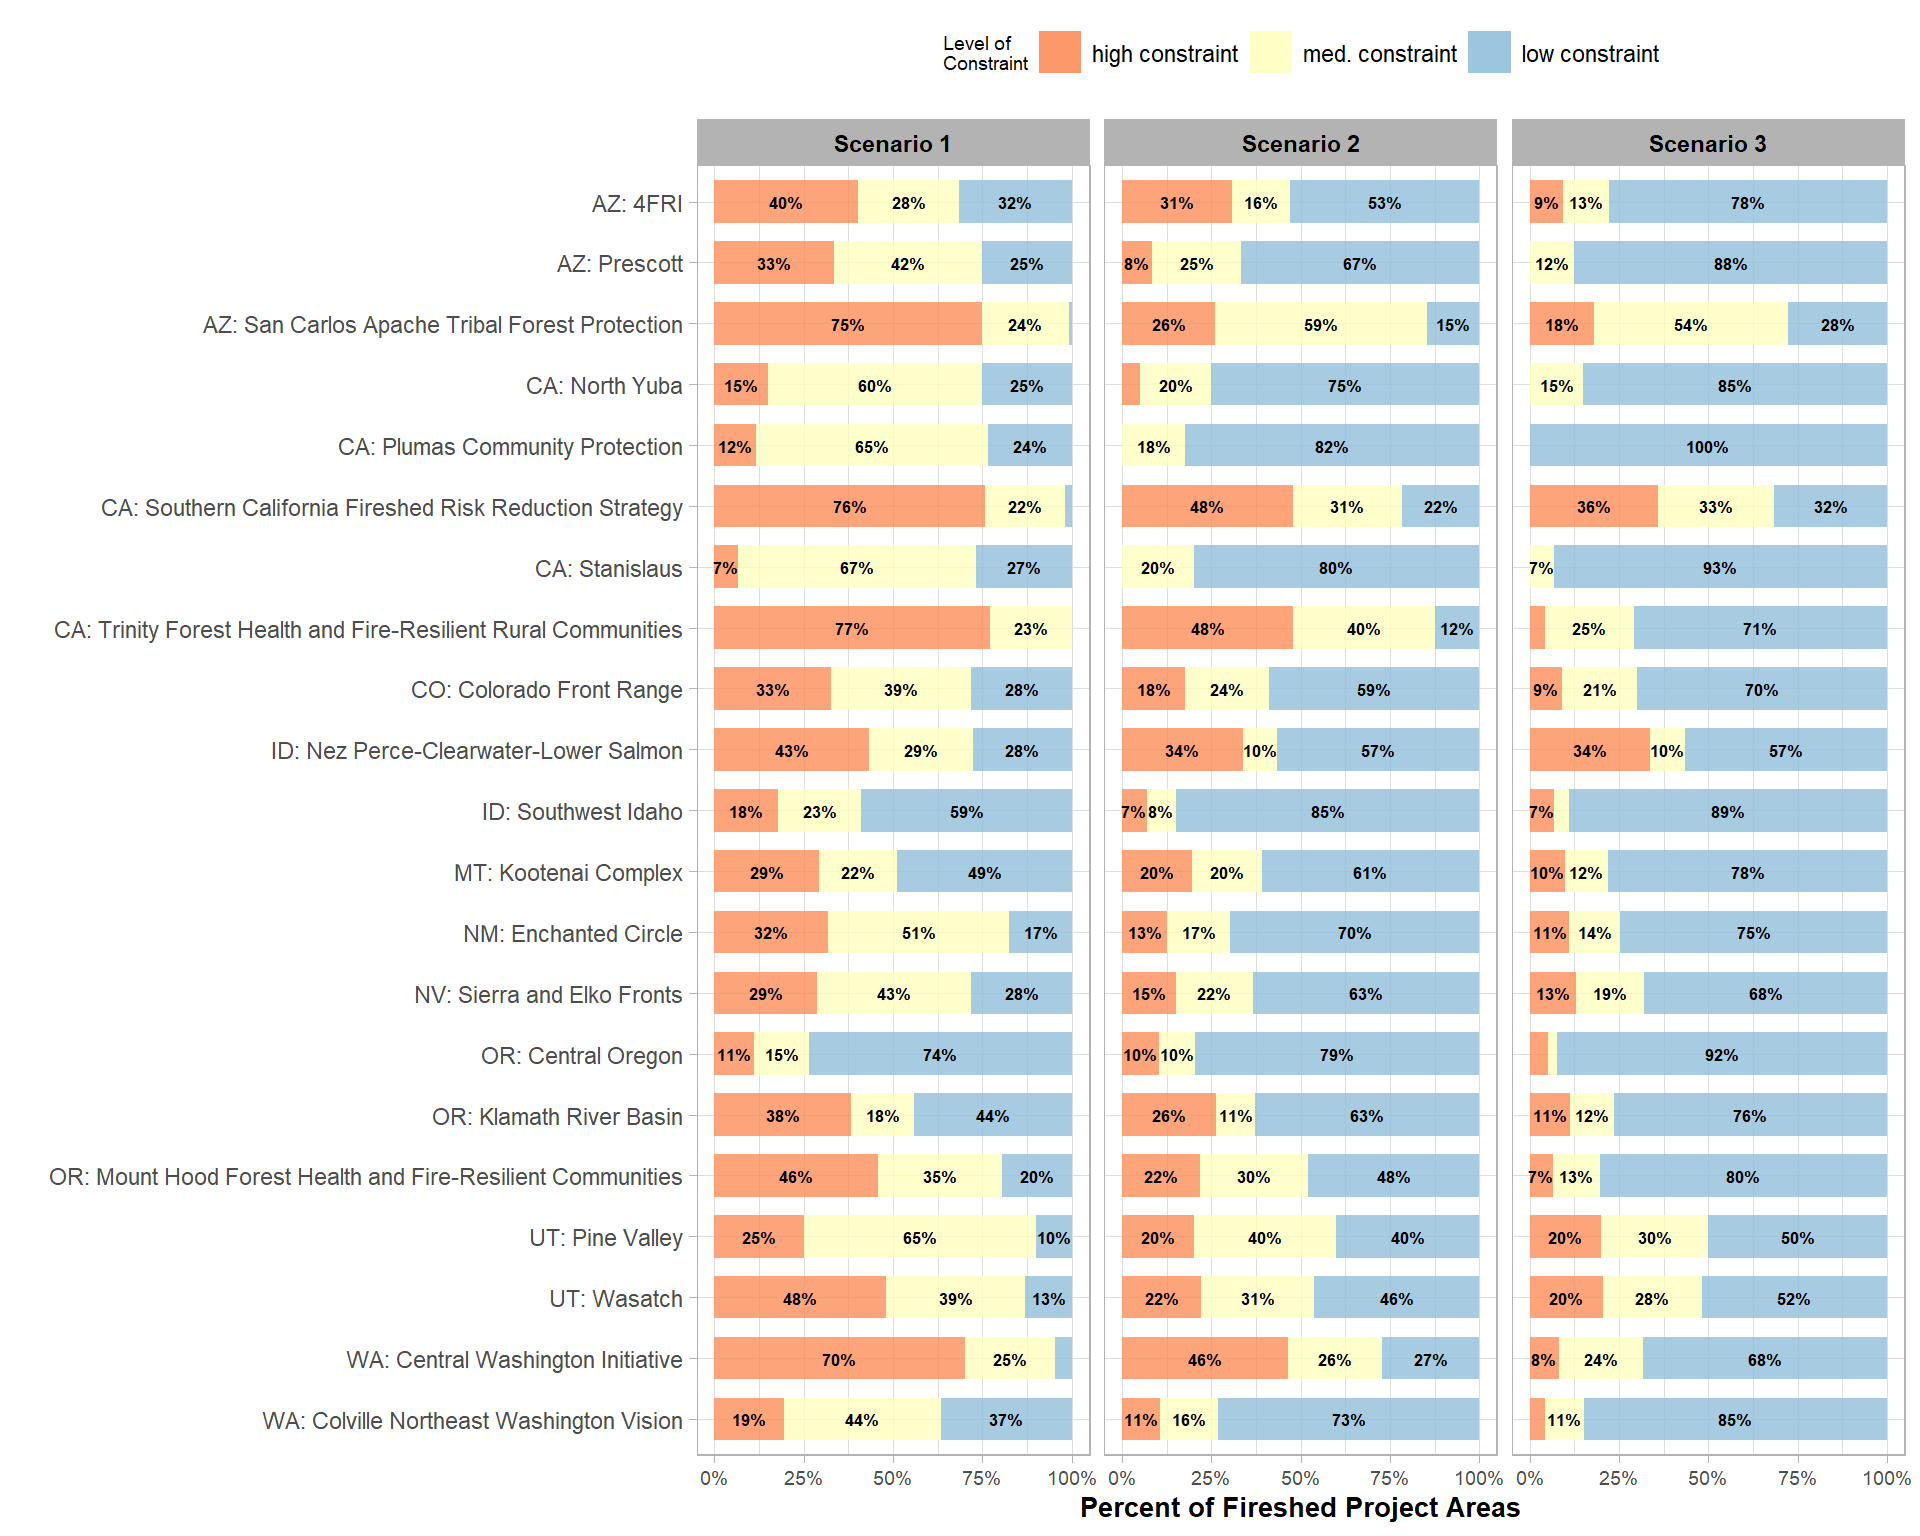 Level of
Constraint
high constraint
med. constraint
low constraint
Scenario 1
Scenario 2
Scenario 3
AZ: 4FRI 40% 28% 32% 31% 16% 53% 9% 13% 78%
AZ: Prescott 33% 42% 25% 8% 25% 67% 12% 88%
AZ: San Carlos Apache Tribal Forest Protection 75% 24% 26% 59% 15% 18% 54% 28%
CA: North Yuba 15% 60% 25% 20% 75% 15% 85%
CA: Plumas Community Protection 12% 65% 24% 18% 82% 100%
CA: Southern California Fireshed Risk Reduction Strategy 76% 22% 48% 31% 22% 36% 33% 32%
CA: Stanislaus 7% 67% 27% 20% 80% 7% 93%
CA: Trinity Forest Health and Fire-Resilient Rural Communities 77% 23% 48% 40% 12% 25% 71%
CO: Colorado Front Range 33% 39% 28% 18% 24% 59% 9% 21% 70%
ID: Nez Perce-Clearwater-Lower Salmon 43% 29% 28% 34% 10% 57% 34% 10% 57%
ID: Southwest Idaho 18% 23% 59% 7% 8% 85% 7% 89%
MT: Kootenai Complex 29% 22% 49% 20% 20% 61% 10% 12% 78%
NM: Enchanted Circle 32% 51% 17% 13% 17% 70% 11% 14% 75%
NV: Sierra and Elko Fronts 29% 43% 28% 15% 22% 63% 13% 19% 68%
OR: Central Oregon 11% 15% 74% 10% 10% 79% 92%
OR: Klamath River Basin 38% 18% 44% 26% 11% 63% 11% 12% 76%
OR: Mount Hood Forest Health and Fire-Resilient Communities 46% 35% 20% 22% 30% 48% 7% 13% 80%
UT: Pine Valley 25% 65% 10% 20% 40% 40% 20% 30% 50%
UT: Wasatch 48% 39% 13% 22% 31% 46% 20% 28% 52%
WA: Central Washington Initiative 70% 25% 46% 26% 27% 8% 24% 68%
WA: Colville Northeast Washington Vision 19% 44% 37% 11% 16% 73% 11% 85%
0% 25% 50% 75% 100% 0% 25% 50% 75% 100% 0% 25% 50% 75% 100%
Percent of Fireshed Project Areas